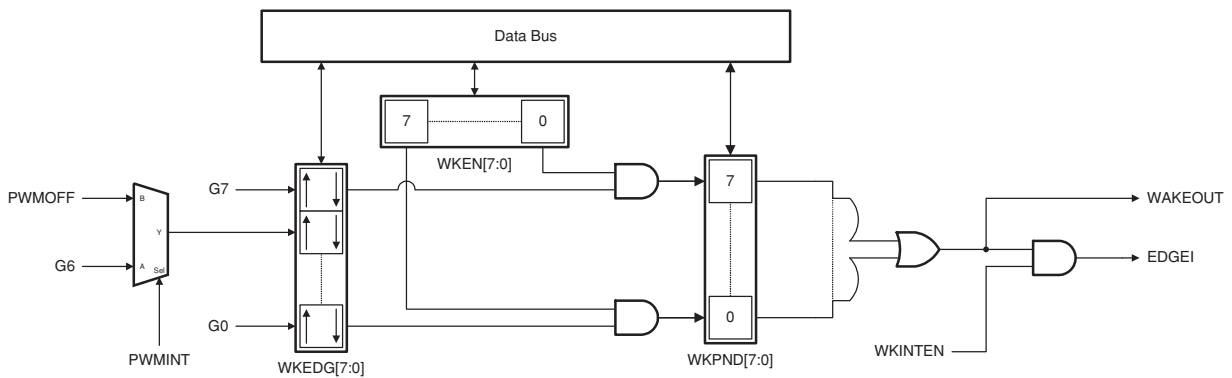 Data Bus
7
0
WKEN[7:0]
G7
7
PWMOFF
B
WAKEOUT
Y
G6
A
Sel
EDGEI
G0
0
WKINTEN
PWMINT
WKEDG[7:0]
WKPND[7:0]